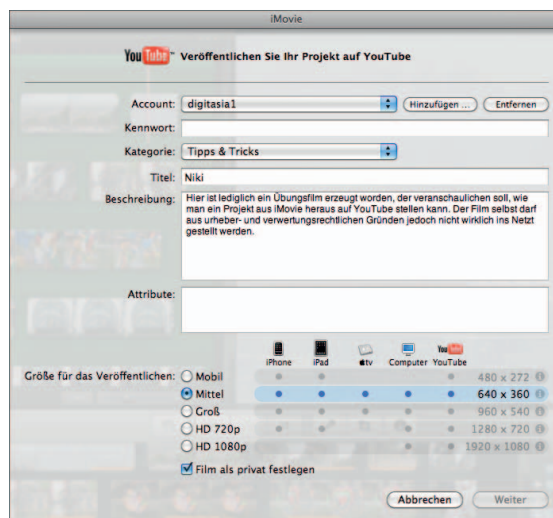 iMovie
YouTube™ Veröffentlichen Sie Ihr Projekt auf YouTube
Account: digitasia1 Hinzufügen ... Entfernen
Kennwort:
Kategorie: Tipps & Tricks
Titel: Niki
Beschreibung: Hier ist lediglich ein Übungsfilm erzeugt worden, der veranschaulichen soll, wie
man ein Projekt aus iMovie heraus auf YouTube stellen kann. Der Film selbst darf
aus urheber- und verwertungsrechtlichen Gründen jedoch nicht wirklich ins Netzt
gestellt werden.
Attribute:
You Tube
iPhone iPad tv Computer YouTube
Größe für das Veröffentlichen: Mobil 480 x 272
Mittel 640 x 360
Groß 960 x 540
HD 720p 1280 x 720
HD 1080p 1920 x 1080
Film als privat festlegen
Abbrechen Weiter